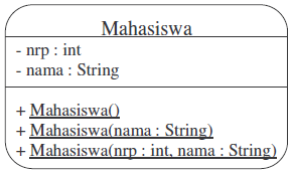 Mahasiswa
- nrp : int
- nama : String
+ Mahasiswa()
+ Mahasiswa(nama : String)
+ Mahasiswa(nrp : int, nama : String)